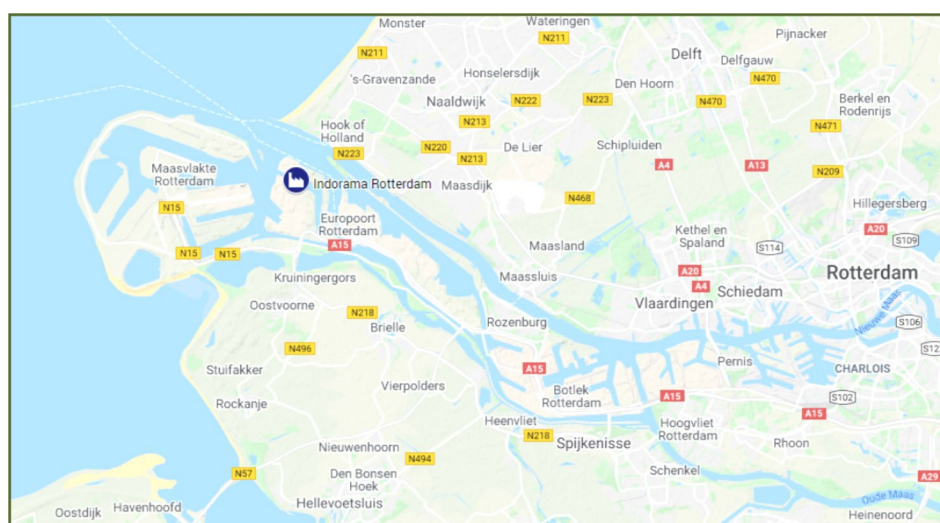 Monster
Wateringen
Pijnacker
N211
N211
Delft
Delfgauw
's-Gravenzande
Honselersdijk
Den Hoorn
N470
Naaldwijk
N222
N223
N470
Berkel en
Rodenrijs
N213
Hook of
Holland
N471
N223
N220
N213
De Lier
Schipluiden
A4
A13
Maasvlakte
Rotterdam
N209
Indorama Rotterdam
Maasdijk
N468
Hillegersberg
N15
Europoort
Rotterdam
Kethel en
Spaland
A20
S109
A15
Maasland
S114
N15
N15
Maassluis
A20
Rotterdam
Kruiningergors
A4
Schiedam
Oostvoorne
Vlaardingen
N218
Nieuwe Maas
Brielle
Rozenburg
S106
N496
S12
Pernis
Stuifakker
A15
CHARLOIS
Vierpolders
Botlek
Rotterdam
A15
S102
Rockanje
A15
Heenvliet
Hoogvliet
Rotterdam
N218
Spijkenisse
Rhoon
Nieuwenhoorn
N494
N57
Den Bonsen
Hoek
Schenkel
A29
Hellevoetsluis
Oude Maas
Oostdijk
Havenhoofd
Heinenoord